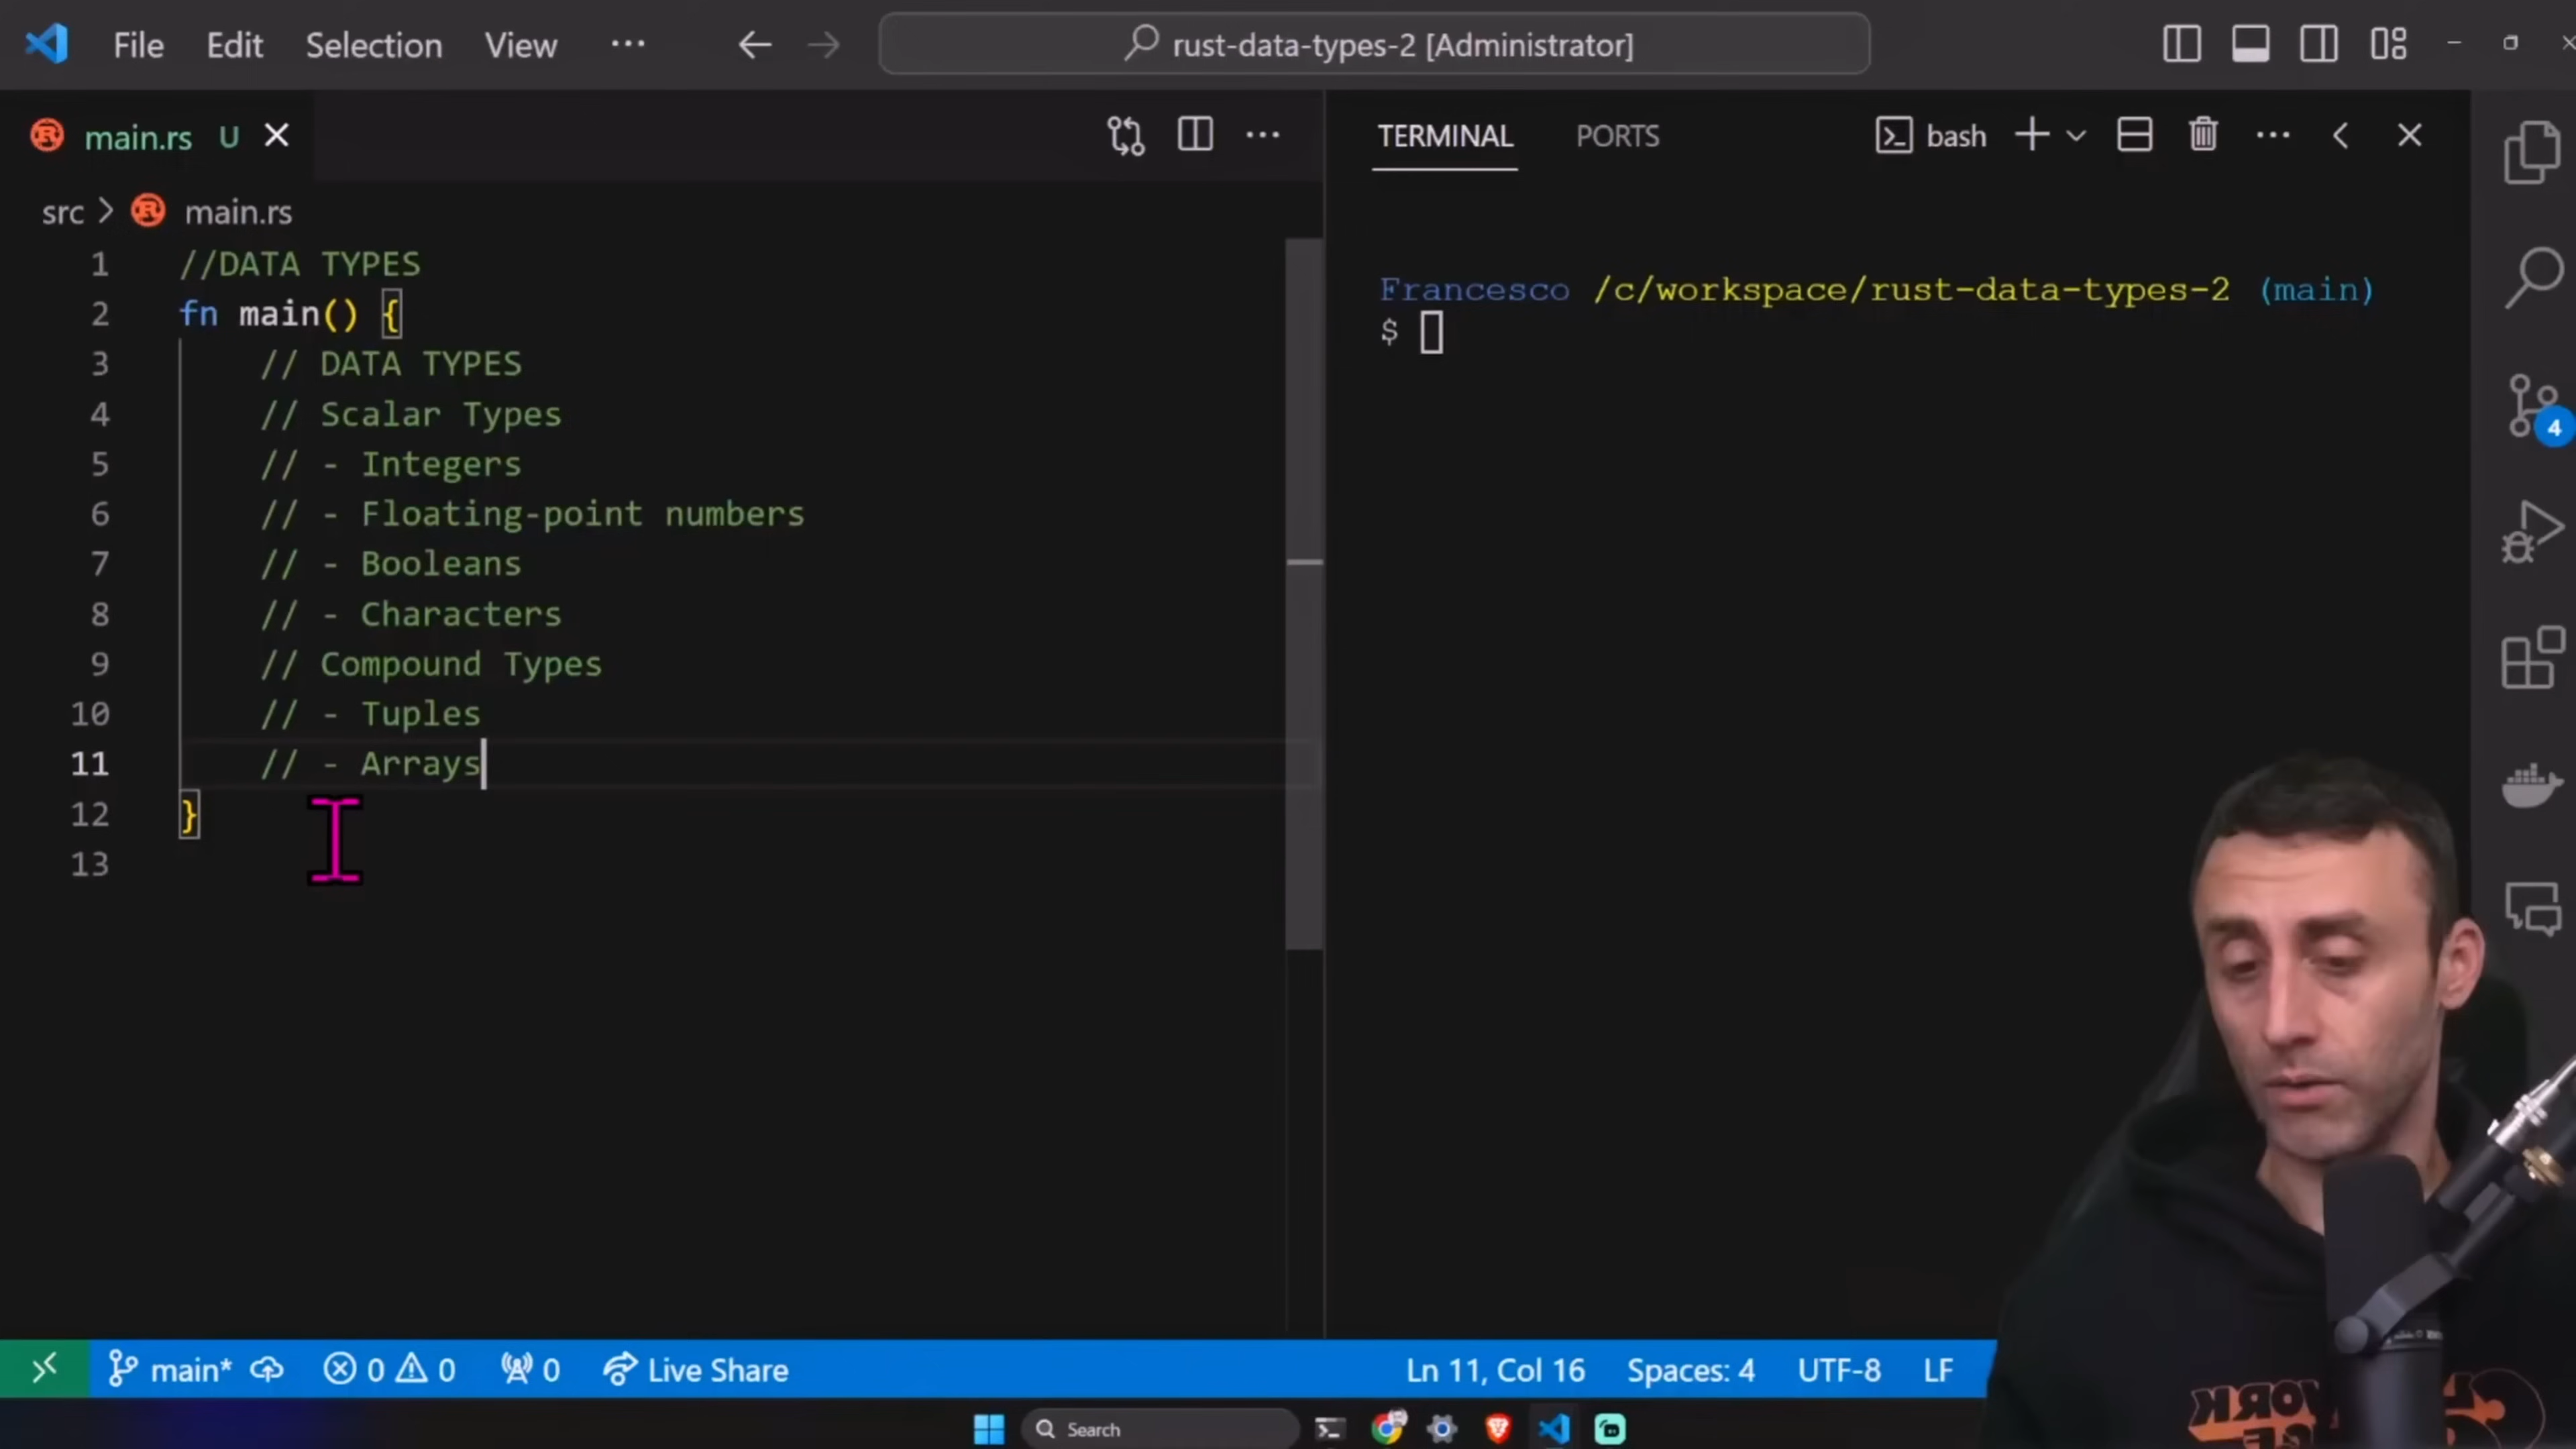 File Edit Selection View ··· rust-data-types-2 [Administrator]
main.rs U
TERMINAL PORTS bash
src > main.rs
1 //DATA TYPES
2 fn main() {
3 // DATA TYPES
4 // Scalar Types
5 // - Integers
6 // - Floating-point numbers
7 // - Booleans
8 // - Characters
9 // Compound Types
10 // - Tuples
11 // - Arrays
12 }
13
Francesco /c/workspace/rust-data-types-2 (main)
$
4
main* 0 0 0 Live Share Ln 11, Col 16 Spaces: 4 UTF-8 LF
Search